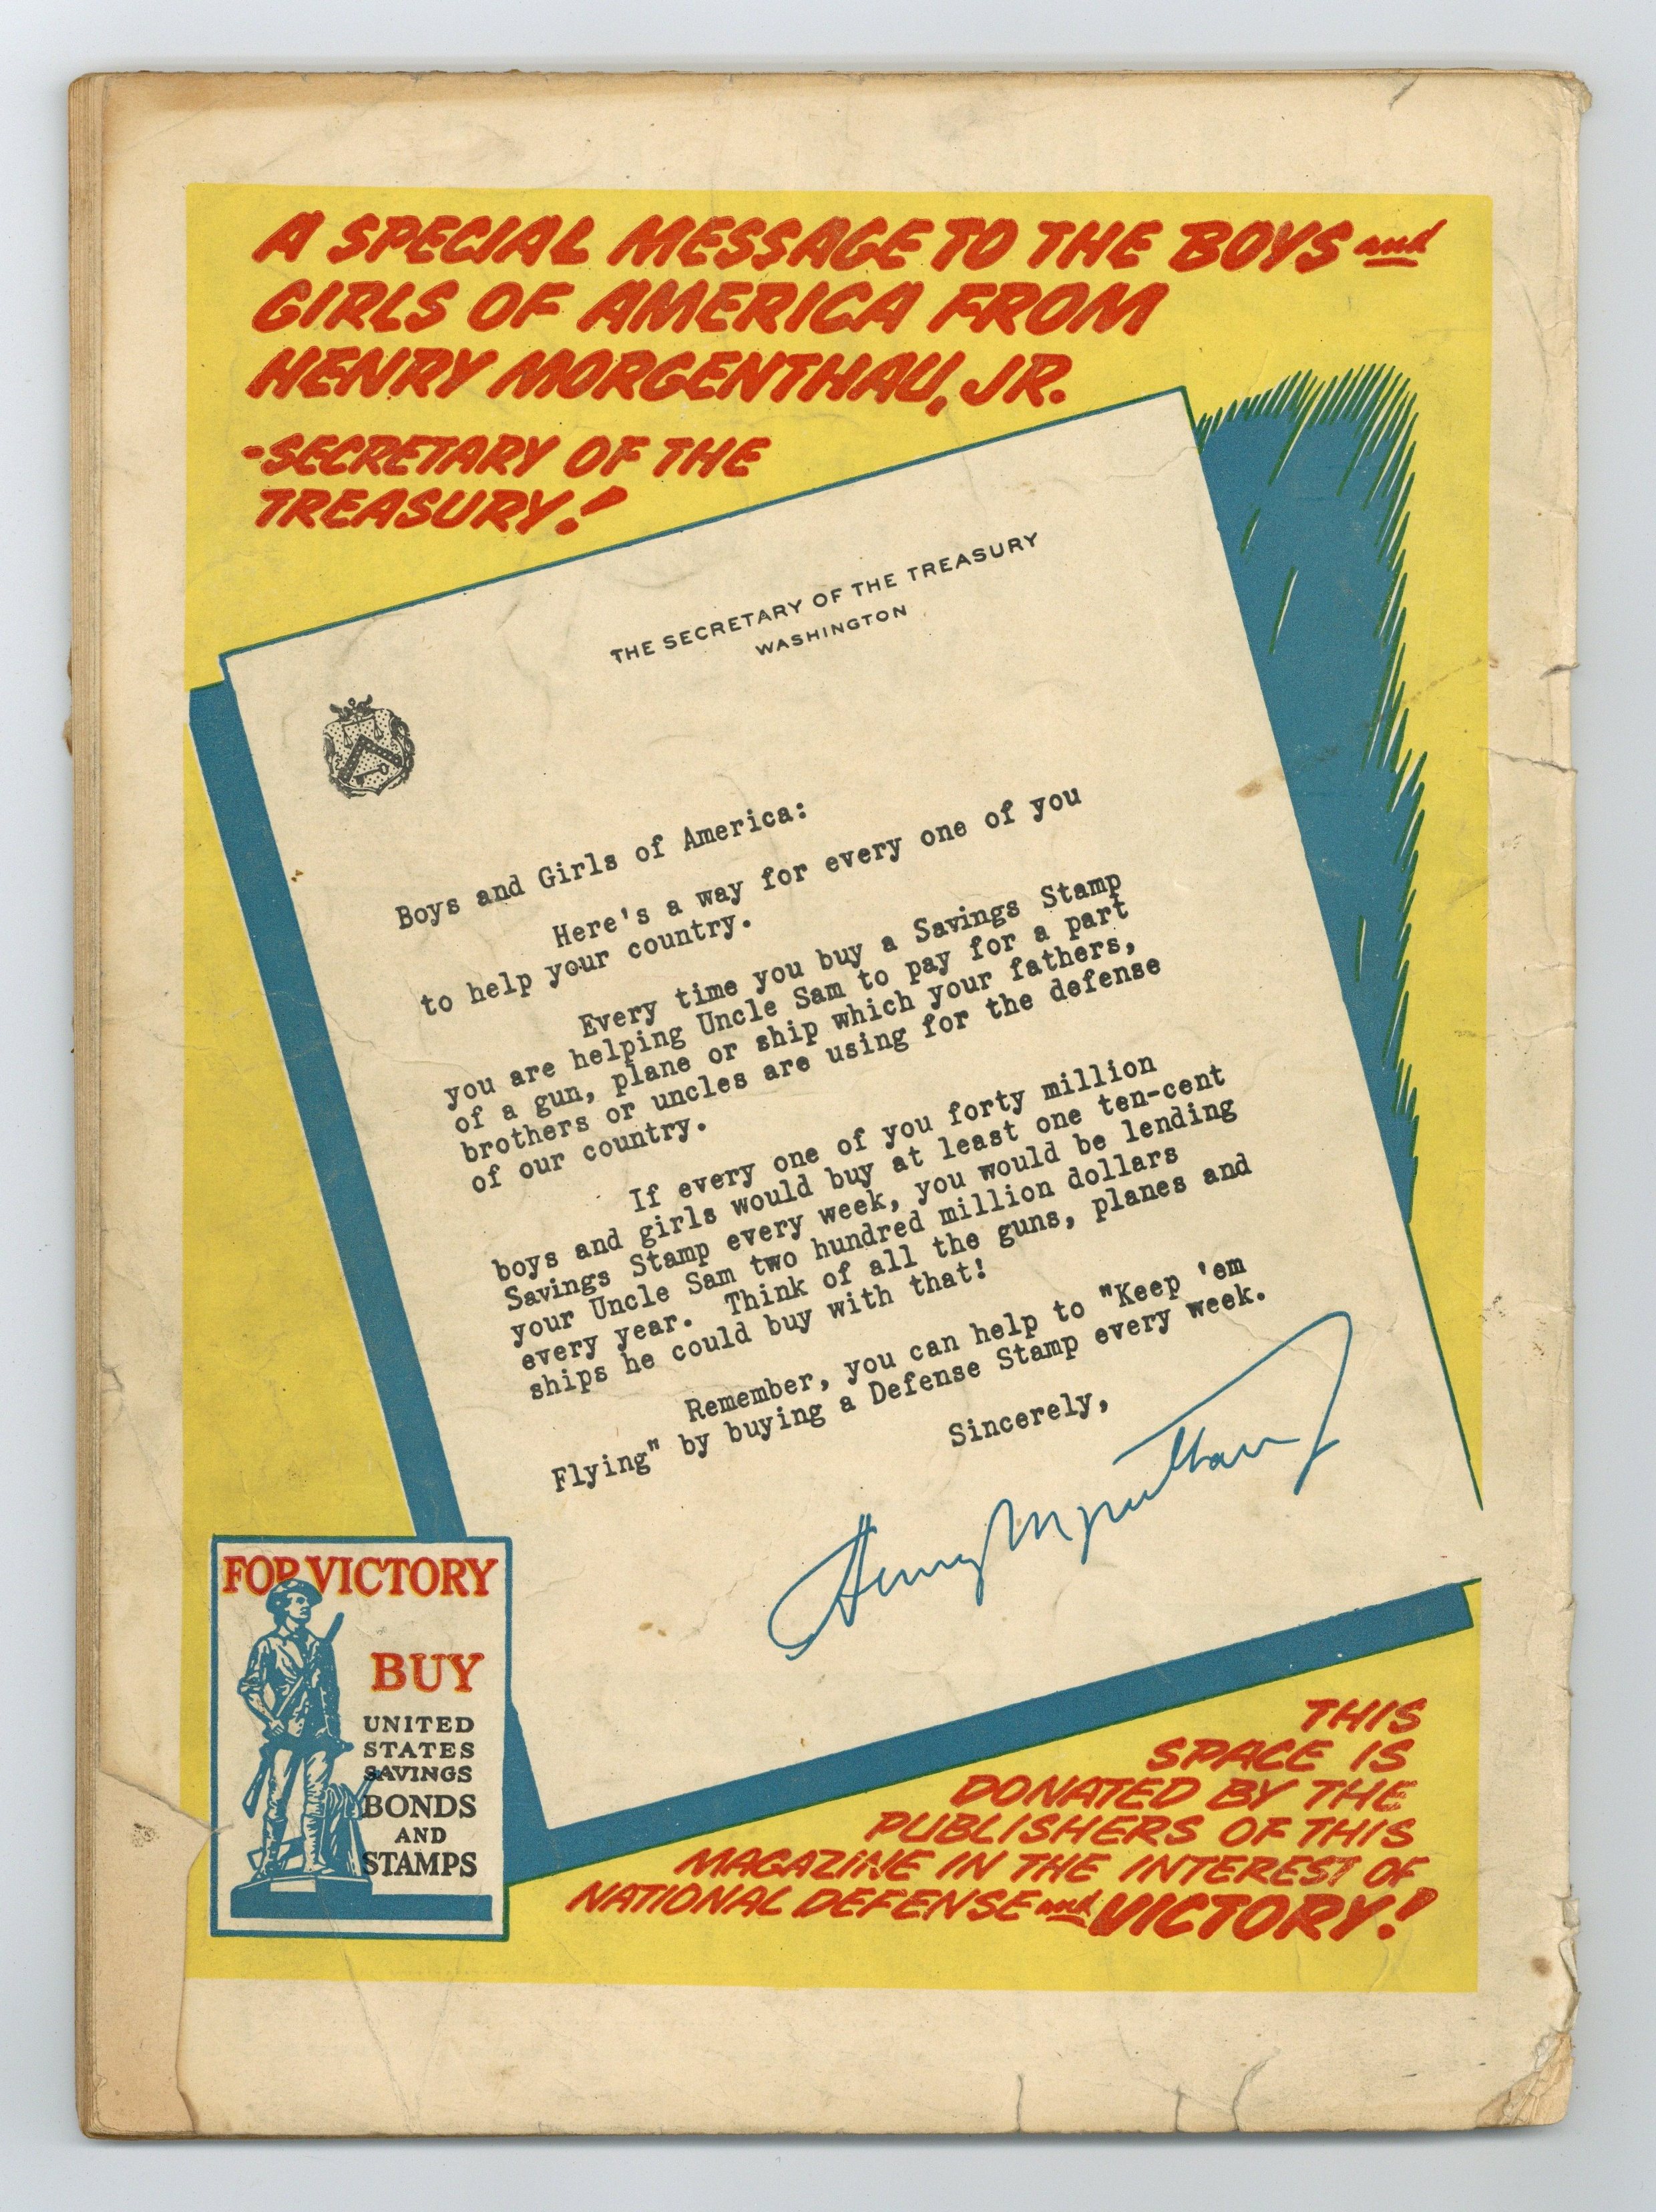 A SPECIAL MESSAGE TO THE BOYS and
GIRLS OF AMERICA FROM
HENRY MORGENTHAU, JR.
-SECRETARY OF THE
TREASURY!
THE SECRETARY OF THE TREASURY
WASHINGTON
Boys and Girls of America:
Here's a way for every one of you
to help your country.
Every time you buy a Savings Stamp
you are helping Uncle Sam to pay for a part
of a gun, plane or ship which your fathers,
brothers or uncles are using for the defense
of our country.
If every one of you forty million
boys and girls would buy at least one ten-cent
Savings Stamp every week, you would be lending
your Uncle Sam two hundred million dollars
every year. Think of all the guns, planes and
ships he could buy with that!
Remember, you can help to "Keep 'em
Flying" by buying a Defense Stamp every week.
Sincerely,
Henry Morgenthau Jr
FOR VICTORY
BUY
UNITED
STATES
SAVINGS
BONDS
AND
STAMPS
THIS
SPACE IS
DONATED BY THE
PUBLISHERS OF THIS
MAGAZINE IN THE INTEREST OF
NATIONAL DEFENSE and VICTORY!